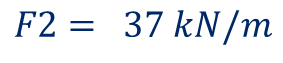 F2 = 37 kN/m